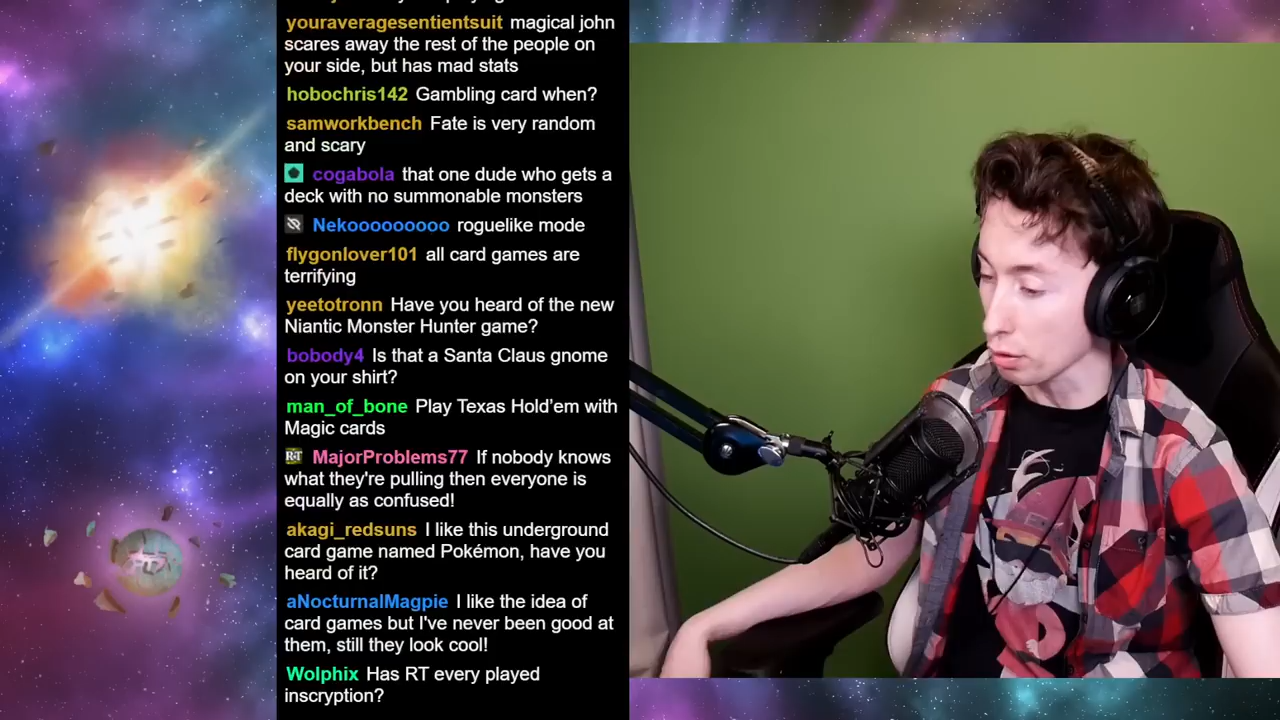 youraveragesentientsuit magical john
scares away the rest of the people on
your side, but has mad stats
hobochris142 Gambling card when?
samworkbench Fate is very random
and scary
cogabola that one dude who gets a
deck with no summonable monsters
Nekooooooooo roguelike mode
flygonlover101 all card games are
terrifying
yeetotronn Have you heard of the new
Niantic Monster Hunter game?
bobody4 Is that a Santa Claus gnome
on your shirt?
man_of_bone Play Texas Hold’em with
Magic cards
RT MajorProblems77 If nobody knows
what they're pulling then everyone is
equally as confused!
akagi_redsuns I like this underground
card game named Pokémon, have you
heard of it?
aNocturnalMagpie I like the idea of
card games but I've never been good at
them, still they look cool!
Wolphix Has RT every played
inscryption?